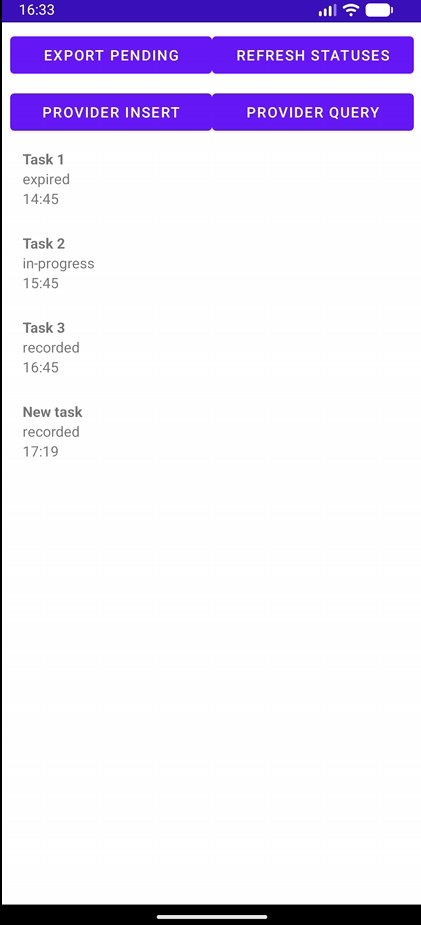 16:33
EXPORT PENDING REFRESH STATUSES
PROVIDER INSERT PROVIDER QUERY
Task 1
expired
14:45
Task 2
in-progress
15:45
Task 3
recorded
16:45
New task
recorded
17:19